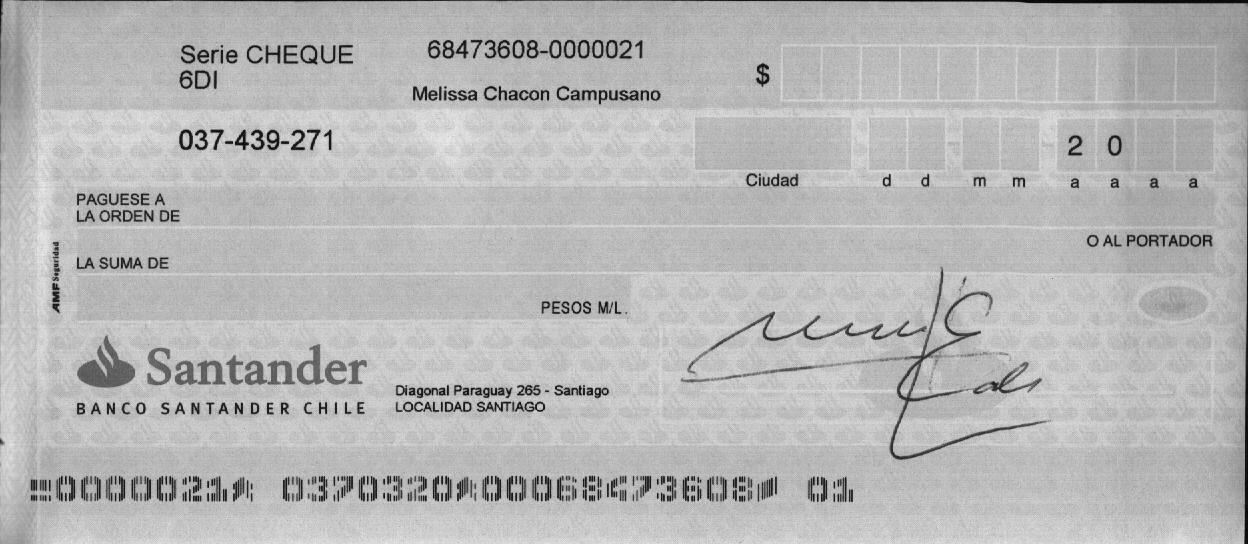 Serie CHEQUE
6DI
68473608-0000021
Melissa Chacon Campusano
$
037-439-271
2 0
Ciudad d d m m a a a a
PAGUESE A
LA ORDEN DE
O AL PORTADOR
LA SUMA DE
AMF Seguridad
PESOS M/L.
Santander
BANCO SANTANDER CHILE
Diagonal Paraguay 265 - Santiago
LOCALIDAD SANTIAGO
0000021 0370320 00068473608 01